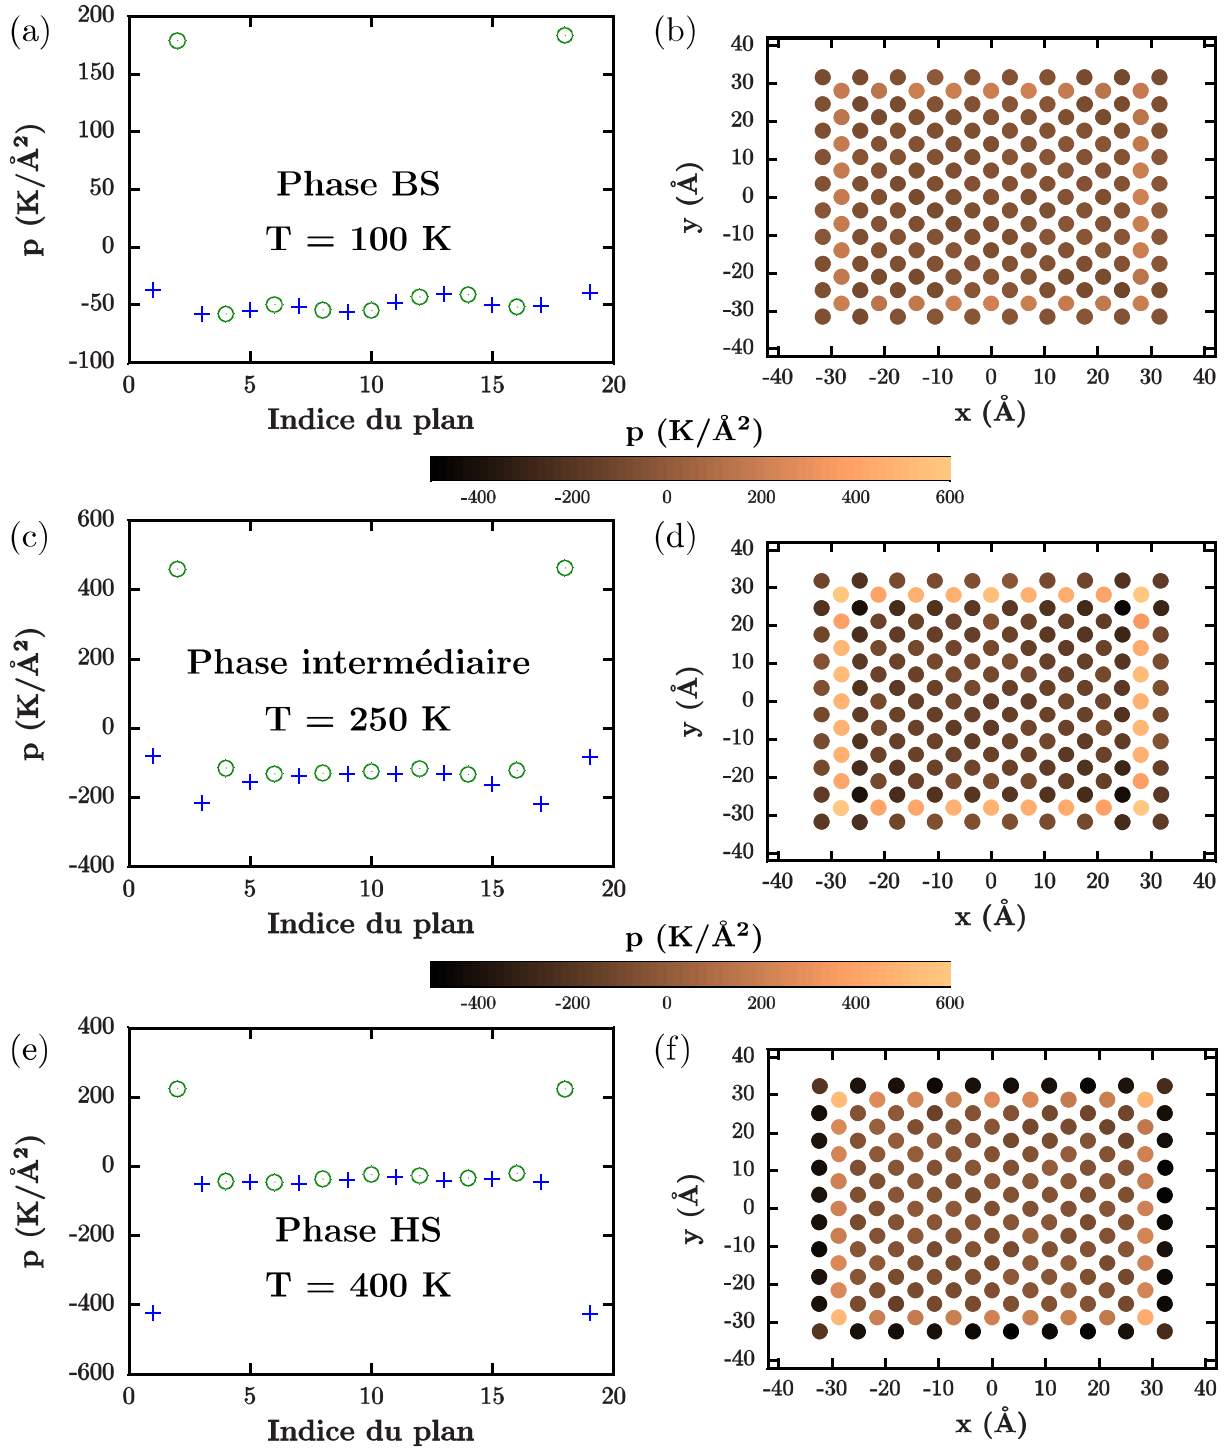 (a)
200
150
100
50
0
-50
-100
p (K/Å²)
Phase BS
T = 100 K
0 5 10 15 20
Indice du plan
(b)
40
30
20
10
0
-10
-20
-30
-40
y (Å)
-40 -30 -20 -10 0 10 20 30 40
x (Å)
p (K/Å²)
-400 -200 0 200 400 600
(c)
600
400
200
0
-200
-400
p (K/Å²)
Phase intermédiaire
T = 250 K
0 5 10 15 20
Indice du plan
(d)
40
30
20
10
0
-10
-20
-30
-40
y (Å)
-40 -30 -20 -10 0 10 20 30 40
x (Å)
p (K/Å²)
-400 -200 0 200 400 600
(e)
400
200
0
-200
-400
-600
p (K/Å²)
Phase HS
T = 400 K
0 5 10 15 20
Indice du plan
(f)
40
30
20
10
0
-10
-20
-30
-40
y (Å)
-40 -30 -20 -10 0 10 20 30 40
x (Å)